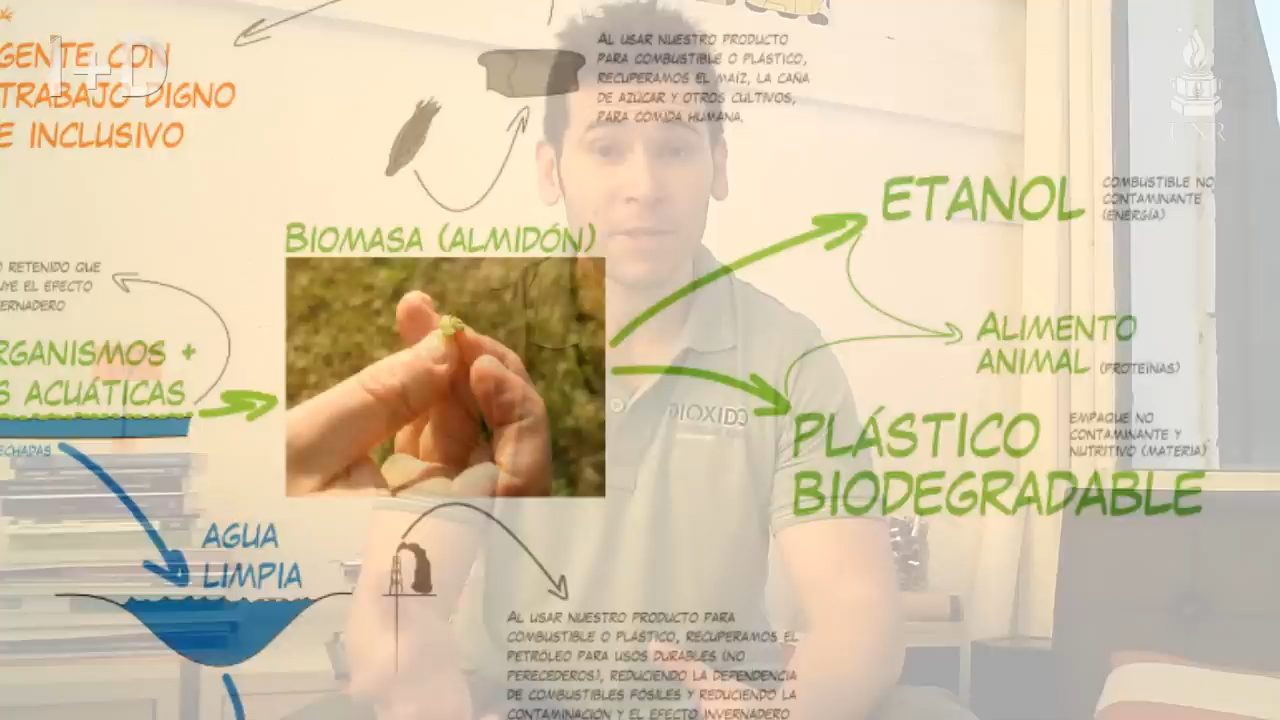 I+D
GENTE CON
TRABAJO DIGNO
E INCLUSIVO
AL USAR NUESTRO PRODUCTO
PARA COMBUSTIBLE O PLÁSTICO,
RECUPERAMOS EL MAÍZ, LA CAÑA
DE AZÚCAR Y OTROS CULTIVOS,
PARA COMIDA HUMANA.
UNR
BIOMASA (ALMIDÓN)
ETANOL
COMBUSTIBLE NO
CONTAMINANTE
(ENERGÍA)
RETENIDO QUE
UYE EL EFECTO
ERNADERO
RGANISMOS +
S ACUÁTICAS
ECHADAS
ALIMENTO
ANIMAL (PROTEÍNAS)
PLÁSTICO
BIODEGRADABLE
EMPAQUE NO
CONTAMINANTE Y
NUTRITIVO (MATERIA)
AGUA
LIMPIA
AL USAR NUESTRO PRODUCTO PARA
COMBUSTIBLE O PLÁSTICO, RECUPERAMOS EL
PETRÓLEO PARA USOS DURABLES (NO
PERECEDEROS), REDUCIENDO LA DEPENDENCIA
DE COMBUSTIBLES FÓSILES Y REDUCIENDO LA
CONTAMINACIÓN Y EL EFECTO INVERNADERO